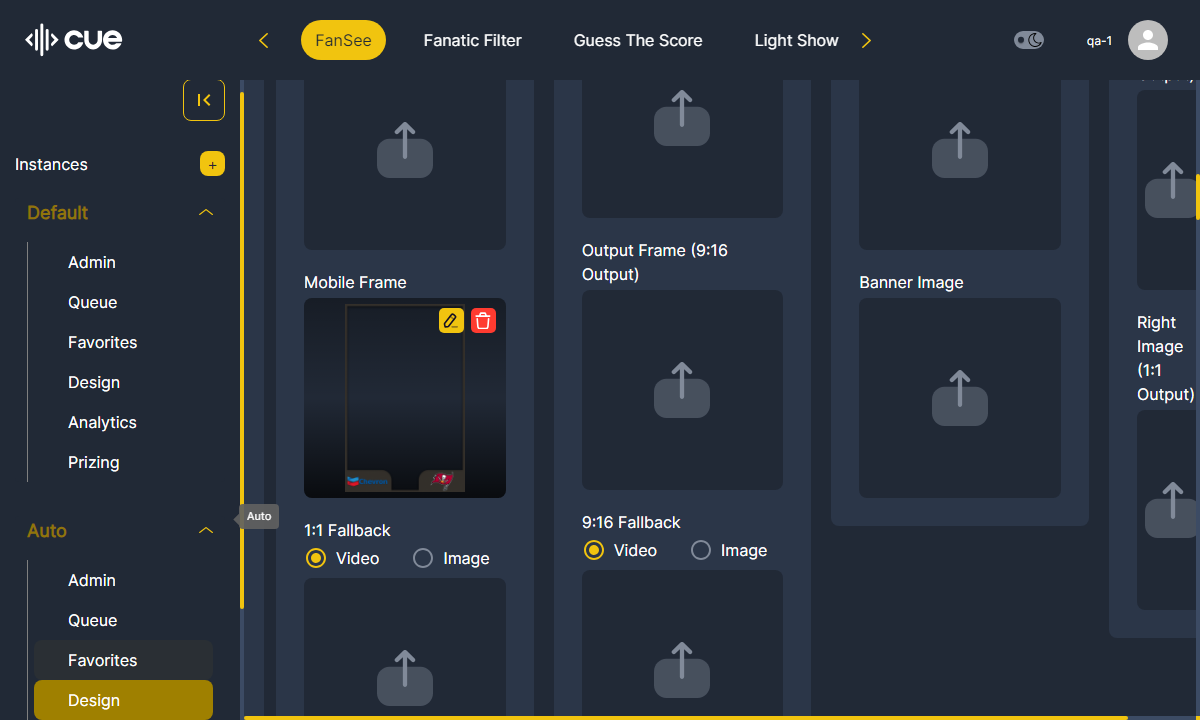 cue
FanSee
Fanatic Filter
Guess The Score
Light Show
qa-1
Instances
+
Default
Admin
Queue
Favorites
Design
Analytics
Prizing
Auto
Auto
Admin
Queue
Favorites
Design
Mobile Frame
1:1 Fallback
Video
Image
Output Frame (9:16
Output)
9:16 Fallback
Video
Image
Banner Image
Right
Image
(1:1
Output)